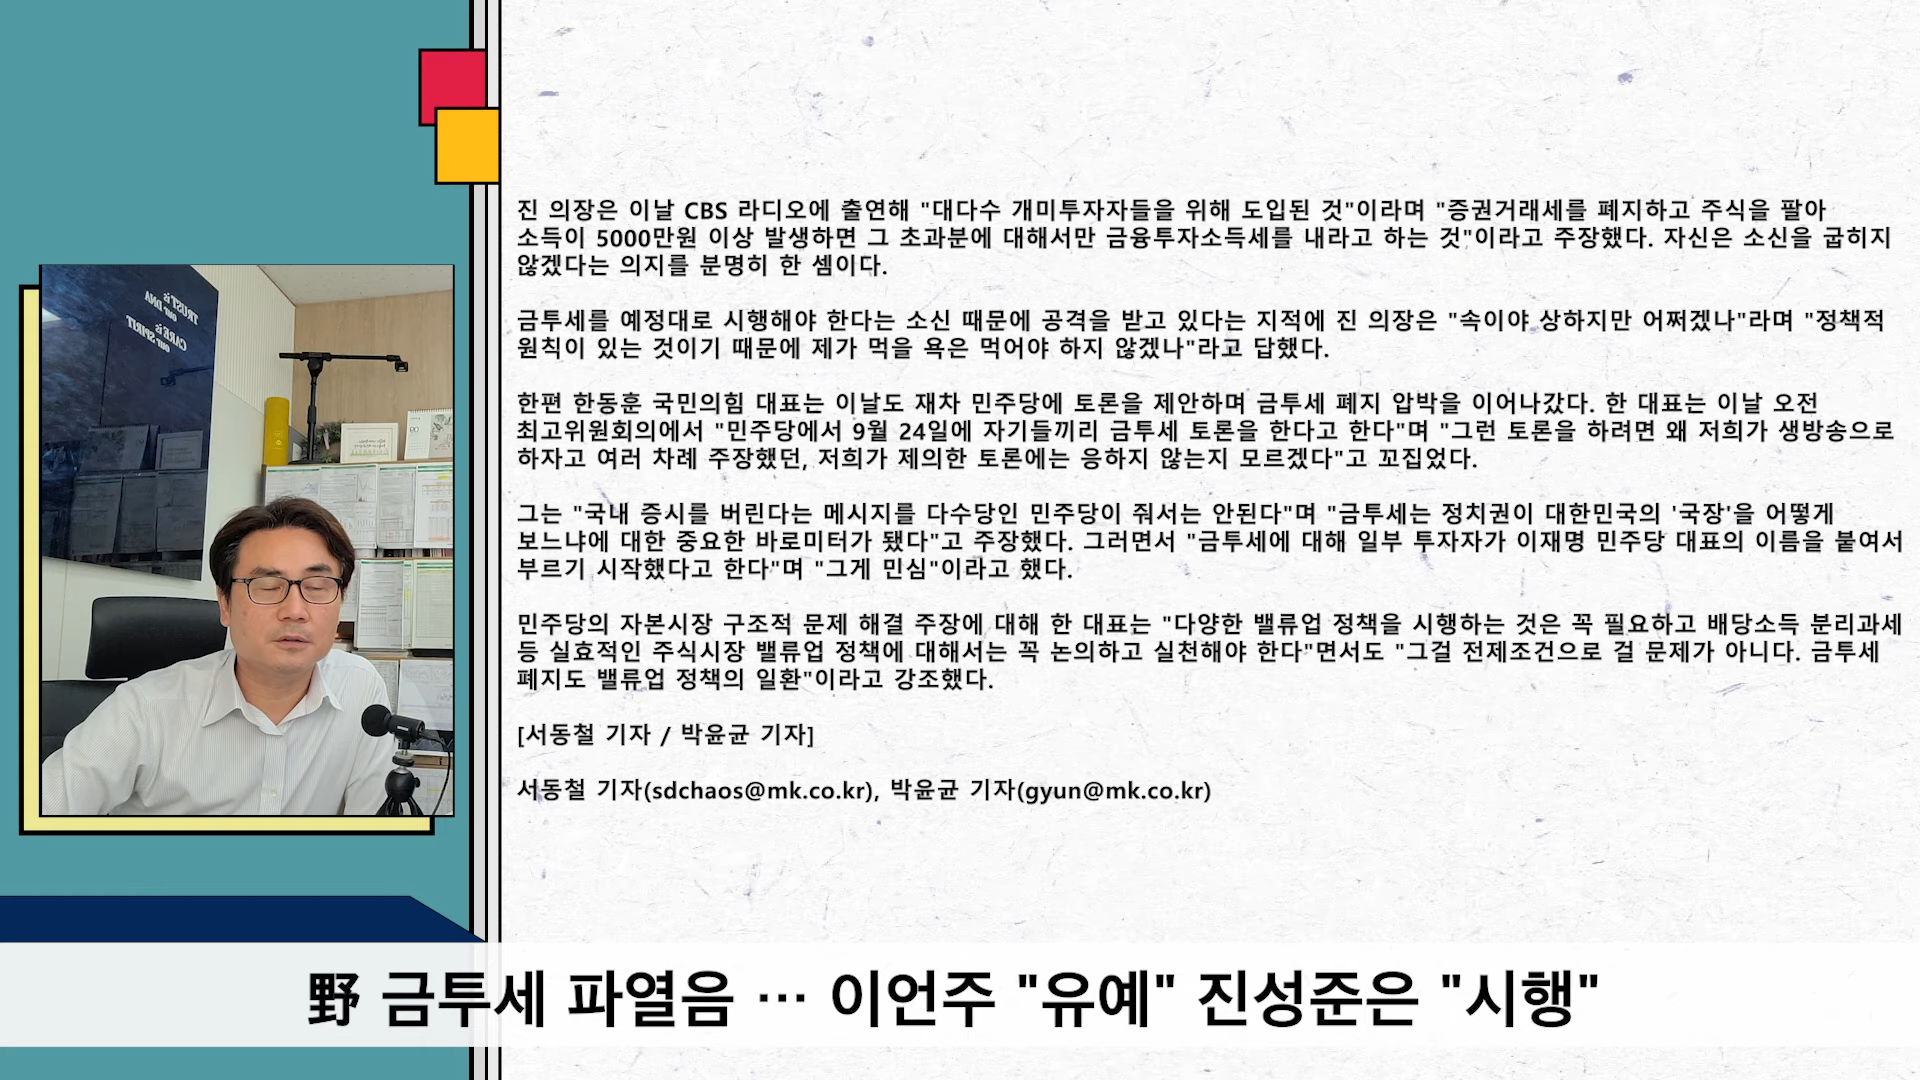 TRUST is
our DNA
CARE is
our SPIRIT
진 의장은 이날 CBS 라디오에 출연해 "대다수 개미투자자들을 위해 도입된 것"이라며 "증권거래세를 폐지하고 주식을 팔아
소득이 5000만원 이상 발생하면 그 초과분에 대해서만 금융투자소득세를 내라고 하는 것"이라고 주장했다. 자신은 소신을 굽히지
않겠다는 의지를 분명히 한 셈이다.
금투세를 예정대로 시행해야 한다는 소신 때문에 공격을 받고 있다는 지적에 진 의장은 "속이야 상하지만 어쩌겠나"라며 "정책적
원칙이 있는 것이기 때문에 제가 먹을 욕은 먹어야 하지 않겠나"라고 답했다.
한편 한동훈 국민의힘 대표는 이날도 재차 민주당에 토론을 제안하며 금투세 폐지 압박을 이어나갔다. 한 대표는 이날 오전
최고위원회의에서 "민주당에서 9월 24일에 자기들끼리 금투세 토론을 한다고 한다"며 "그런 토론을 하려면 왜 저희가 생방송으로
하자고 여러 차례 주장했던, 저희가 제의한 토론에는 응하지 않는지 모르겠다"고 꼬집었다.
그는 "국내 증시를 버린다는 메시지를 다수당인 민주당이 줘서는 안된다"며 "금투세는 정치권이 대한민국의 '국장'을 어떻게
보느냐에 대한 중요한 바로미터가 됐다"고 주장했다. 그러면서 "금투세에 대해 일부 투자자가 이재명 민주당 대표의 이름을 붙여서
부르기 시작했다고 한다"며 "그게 민심"이라고 했다.
민주당의 자본시장 구조적 문제 해결 주장에 대해 한 대표는 "다양한 밸류업 정책을 시행하는 것은 꼭 필요하고 배당소득 분리과세
등 실효적인 주식시장 밸류업 정책에 대해서는 꼭 논의하고 실천해야 한다"면서도 "그걸 전제조건으로 걸 문제가 아니다. 금투세
폐지도 밸류업 정책의 일환"이라고 강조했다.
[서동철 기자 / 박윤균 기자]
서동철 기자(sdchaos@mk.co.kr), 박윤균 기자(gyun@mk.co.kr)
野 금투세 파열음 … 이언주 "유예" 진성준은 "시행"